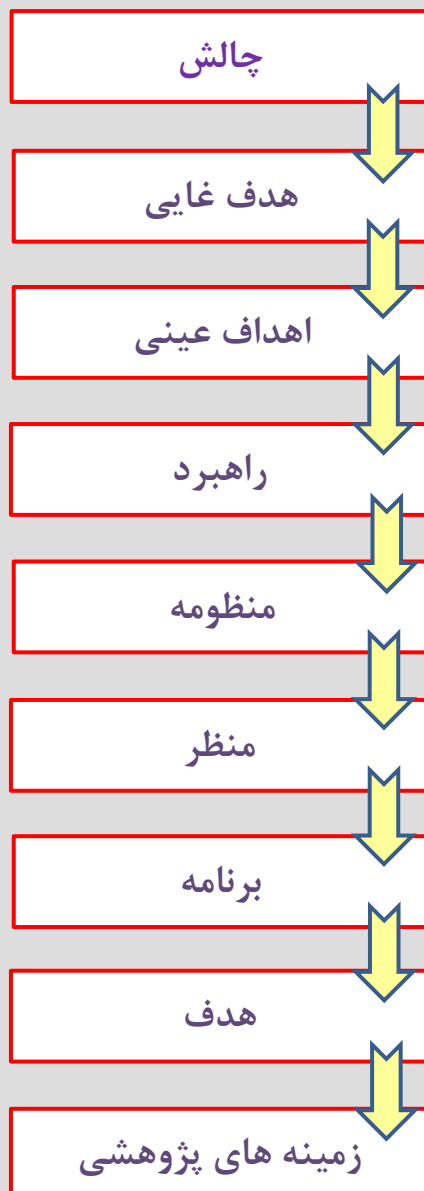 چالش
هدف غایی
اهداف عینی
راهبرد
منظومه
منظر
برنامه
هدف
زمینه های پژوهشی